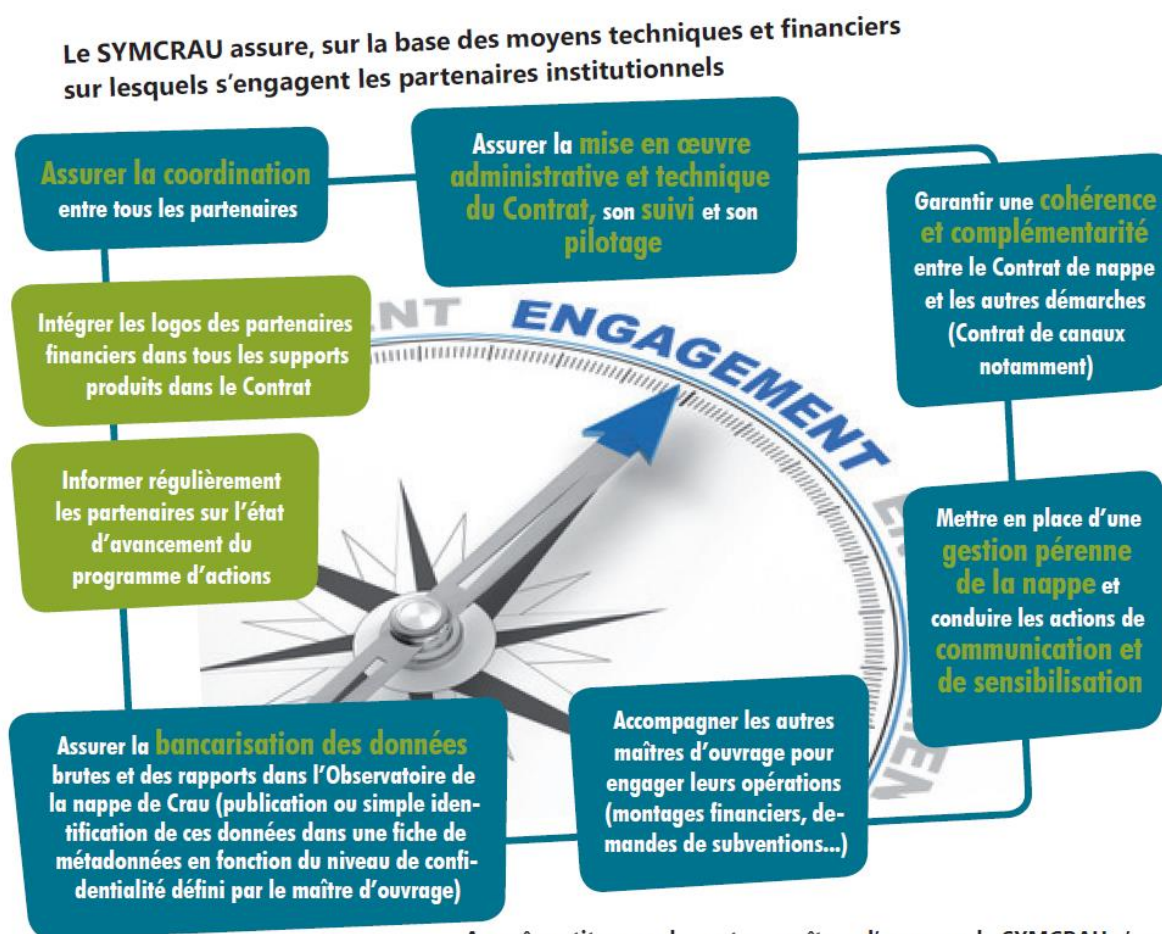 Le SYMCRAU assure, sur la base des moyens techniques et financiers
sur lesquels s'engagent les partenaires institutionnels
Assurer la coordination
entre tous les partenaires
Assurer la mise en œuvre
administrative et technique
du Contrat, son suivi et son
pilotage
Garantir une cohérence
et complémentarité
entre le Contrat de nappe
et les autres démarches
(Contrat de canaux
notamment)
Intégrer les logos des partenaires
financiers dans tous les supports
produits dans le Contrat
ENGAGEMENT
Informer régulièrement
les partenaires sur l'état
d'avancement du
programme d'actions
Mettre en place d'une
gestion pérenne
de la nappe et
conduire les actions de
communication et
de sensibilisation
Assurer la bancarisation des données
brutes et des rapports dans l'Observatoire de
la nappe de Crau (publication ou simple iden-
tification de ces données dans une fiche de
métadonnées en fonction du niveau de confi-
dentialité défini par le maître d'ouvrage)
Accompagner les autres
maîtres d'ouvrage pour
engager leurs opérations
(montages financiers, de-
mandes de subventions...)